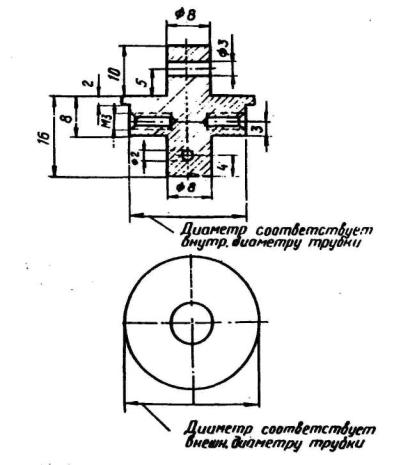 ф8
ф3
2
10
5
8
М3
16
3
ф2
4
ф8
Диаметр соответствует
внутр. диаметру трубки
Диаметр соответствует
внешн. диаметру трубки